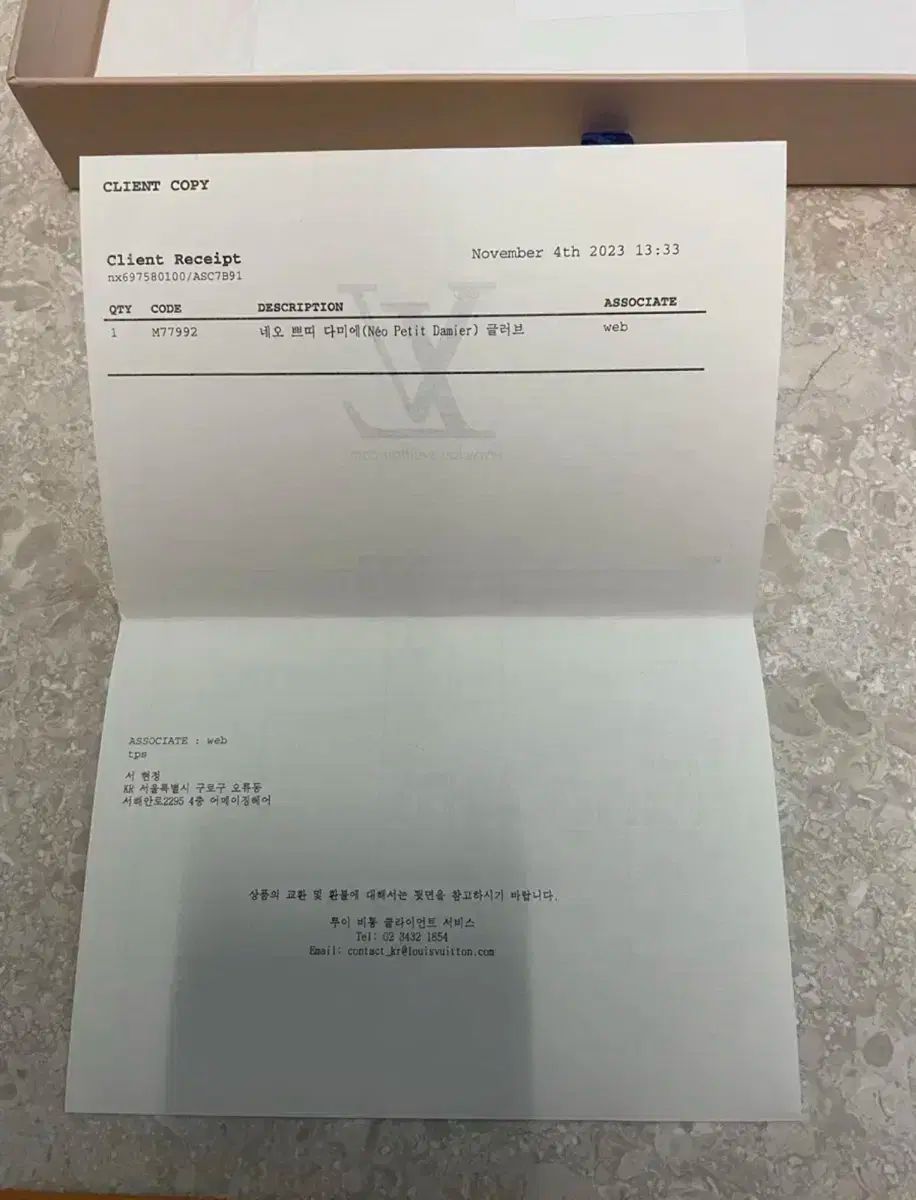 CLIENT COPY
Client Receipt
November 4th 2023 13:33
nx697580100/ASC7B91
QTY CODE DESCRIPTION ASSOCIATE
1 M77992 네오 쁘띠 다미에(Néo Petit Damier) 글러브 web
LV
ASSOCIATE : web
tps
서 현정
KR 서울특별시 구로구 오류동
서해안로2295 4층 어메이징헤어
상품의 교환 및 환불에 대해서는 뒷면을 참고하시기 바랍니다.
루이 비통 클라이언트 서비스
Tel: 02 3432 1854
Email: contact_kr@louisvuitton.com